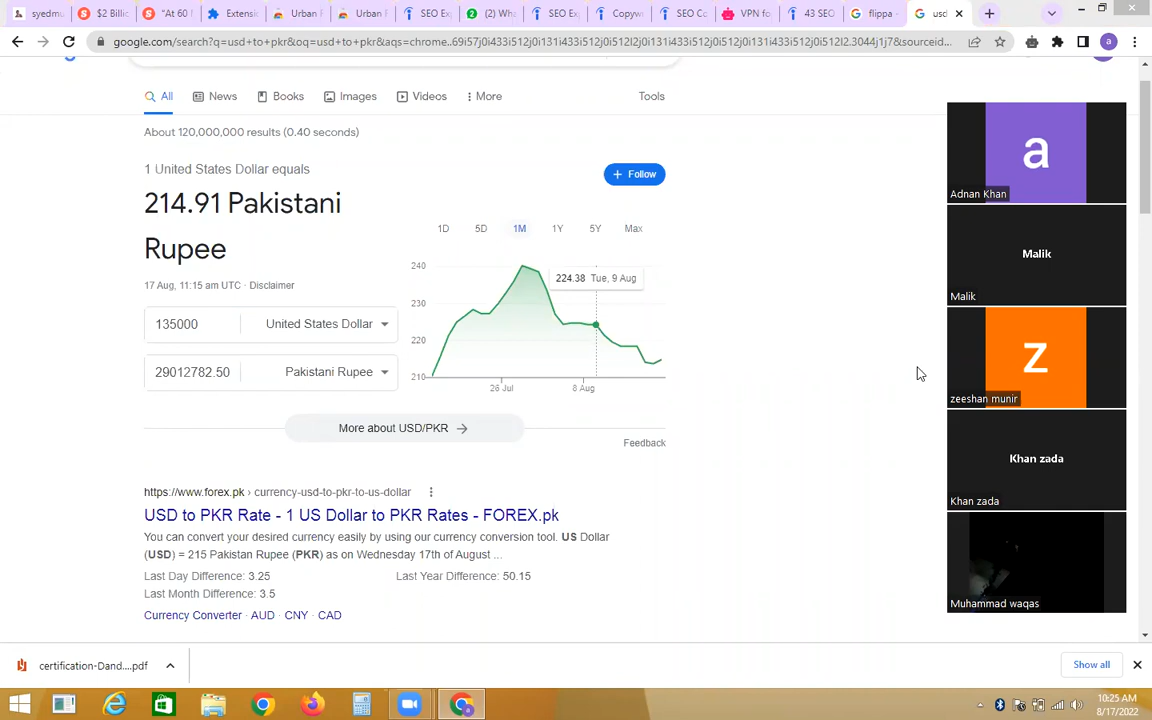 syedmu
$2 Billic
"At 60 f
Extensi
Urban F
Urban F
SEO Ex
(2) Wh
SEO Ex
Copyw
SEO Co
VPN fo
43 SEO
flippa -
usd
google.com/search?q=usd+to+pkr&oq=usd+to+pkr&aqs=chrome..69i57j0i131i433i512j0i131i433i512l2j0i131i433i512j0i512j0i131i433i512j0i512l2.3044j1j7&sourceid...
a
All
News
Books
Images
Videos
More
Tools
About 120,000,000 results (0.40 seconds)
1 United States Dollar equals
214.91 Pakistani
Rupee
17 Aug, 11:15 am UTC · Disclaimer
135000 United States Dollar
29012782.50 Pakistani Rupee
+ Follow
1D 5D 1M 1Y 5Y Max
240
230
220
210
224.38 Tue, 9 Aug
26 Jul
8 Aug
More about USD/PKR
Feedback
https://www.forex.pk › currency-usd-to-pkr-to-us-dollar
USD to PKR Rate - 1 US Dollar to PKR Rates - FOREX.pk
You can convert your desired currency easily by using our currency conversion tool. US Dollar
(USD) = 215 Pakistan Rupee (PKR) as on Wednesday 17th of August ...
Last Day Difference: 3.25
Last Year Difference: 50.15
Last Month Difference: 3.5
Currency Converter · AUD · CNY · CAD
a
Adnan Khan
Malik
Malik
z
zeeshan munir
Khan zada
Khan zada
Muhammad waqas
certification-Dand....pdf
Show all
10:25 AM
8/17/2022